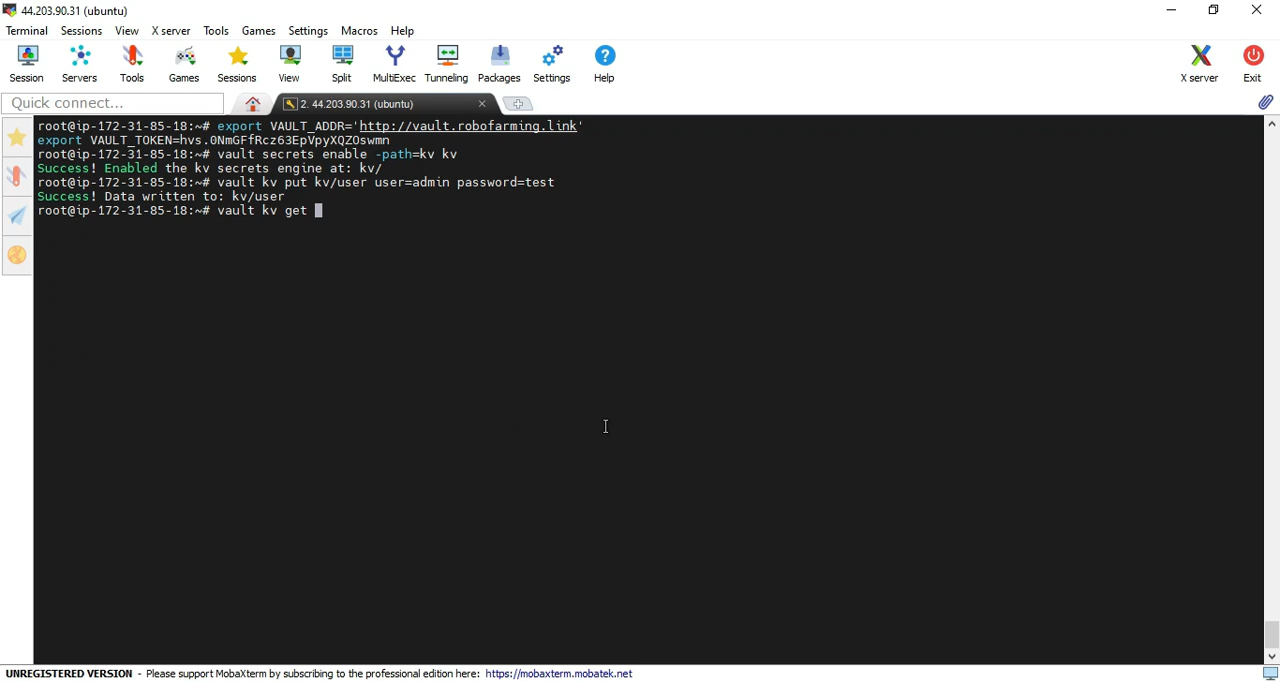 44.203.90.31 (ubuntu)
Terminal Sessions View X server Tools Games Settings Macros Help
Session Servers Tools Games Sessions View Split MultiExec Tunneling Packages Settings Help X server Exit
Quick connect... 2. 44.203.90.31 (ubuntu)
root@ip-172-31-85-18:~# export VAULT_ADDR='http://vault.robofarming.link'
export VAULT_TOKEN=hvs.0NmGFfRcz63EpVpyXQZOswmn
root@ip-172-31-85-18:~# vault secrets enable -path=kv kv
Success! Enabled the kv secrets engine at: kv/
root@ip-172-31-85-18:~# vault kv put kv/user user=admin password=test
Success! Data written to: kv/user
root@ip-172-31-85-18:~# vault kv get
UNREGISTERED VERSION - Please support MobaXterm by subscribing to the professional edition here: https://mobaxterm.mobatek.net